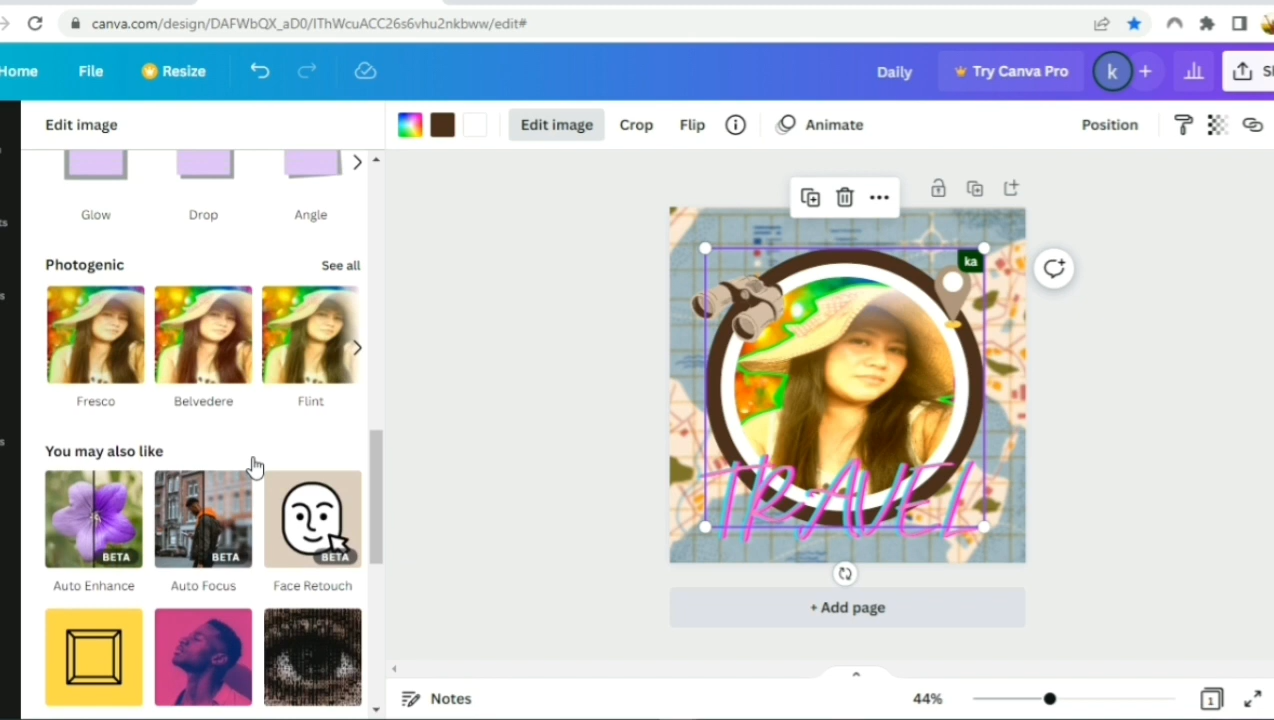 canva.com/design/DAFWbQX_aD0/IThWcuACC26s6vhu2nkbww/edit#
Home File Resize Daily Try Canva Pro k
Edit image
Edit image Crop Flip Animate Position
Glow Drop Angle
Photogenic See all
Fresco Belvedere Flint
You may also like
BETA BETA BETA
Auto Enhance Auto Focus Face Retouch
ka
TRAVEL
+ Add page
Notes 44% 1